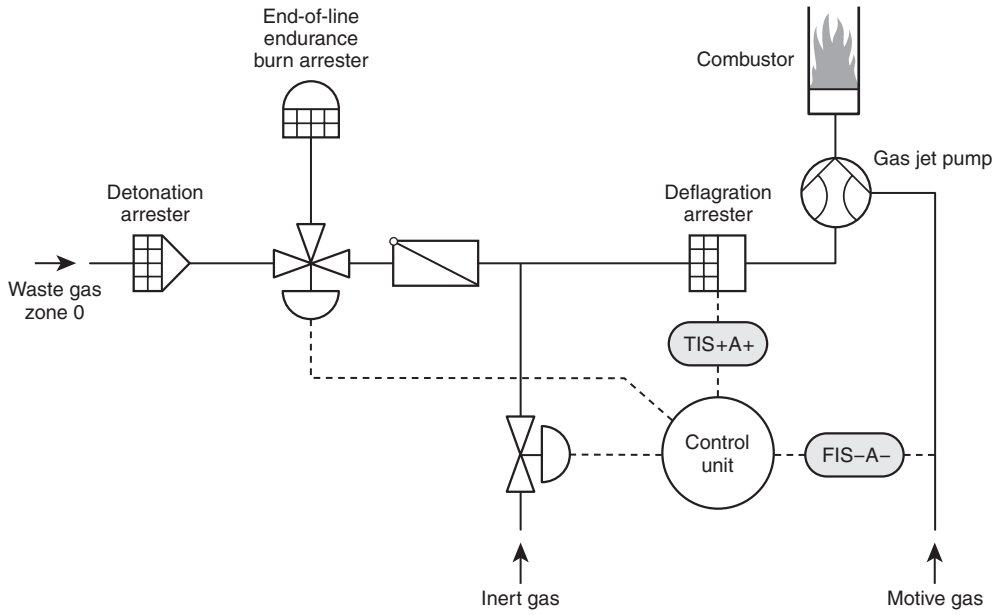 End-of-line
endurance
burn arrester
Combustor
Gas jet pump
Detonation
arrester
Deflagration
arrester
Waste gas
zone 0
TIS+A+
Control
unit
FIS–A–
Inert gas
Motive gas